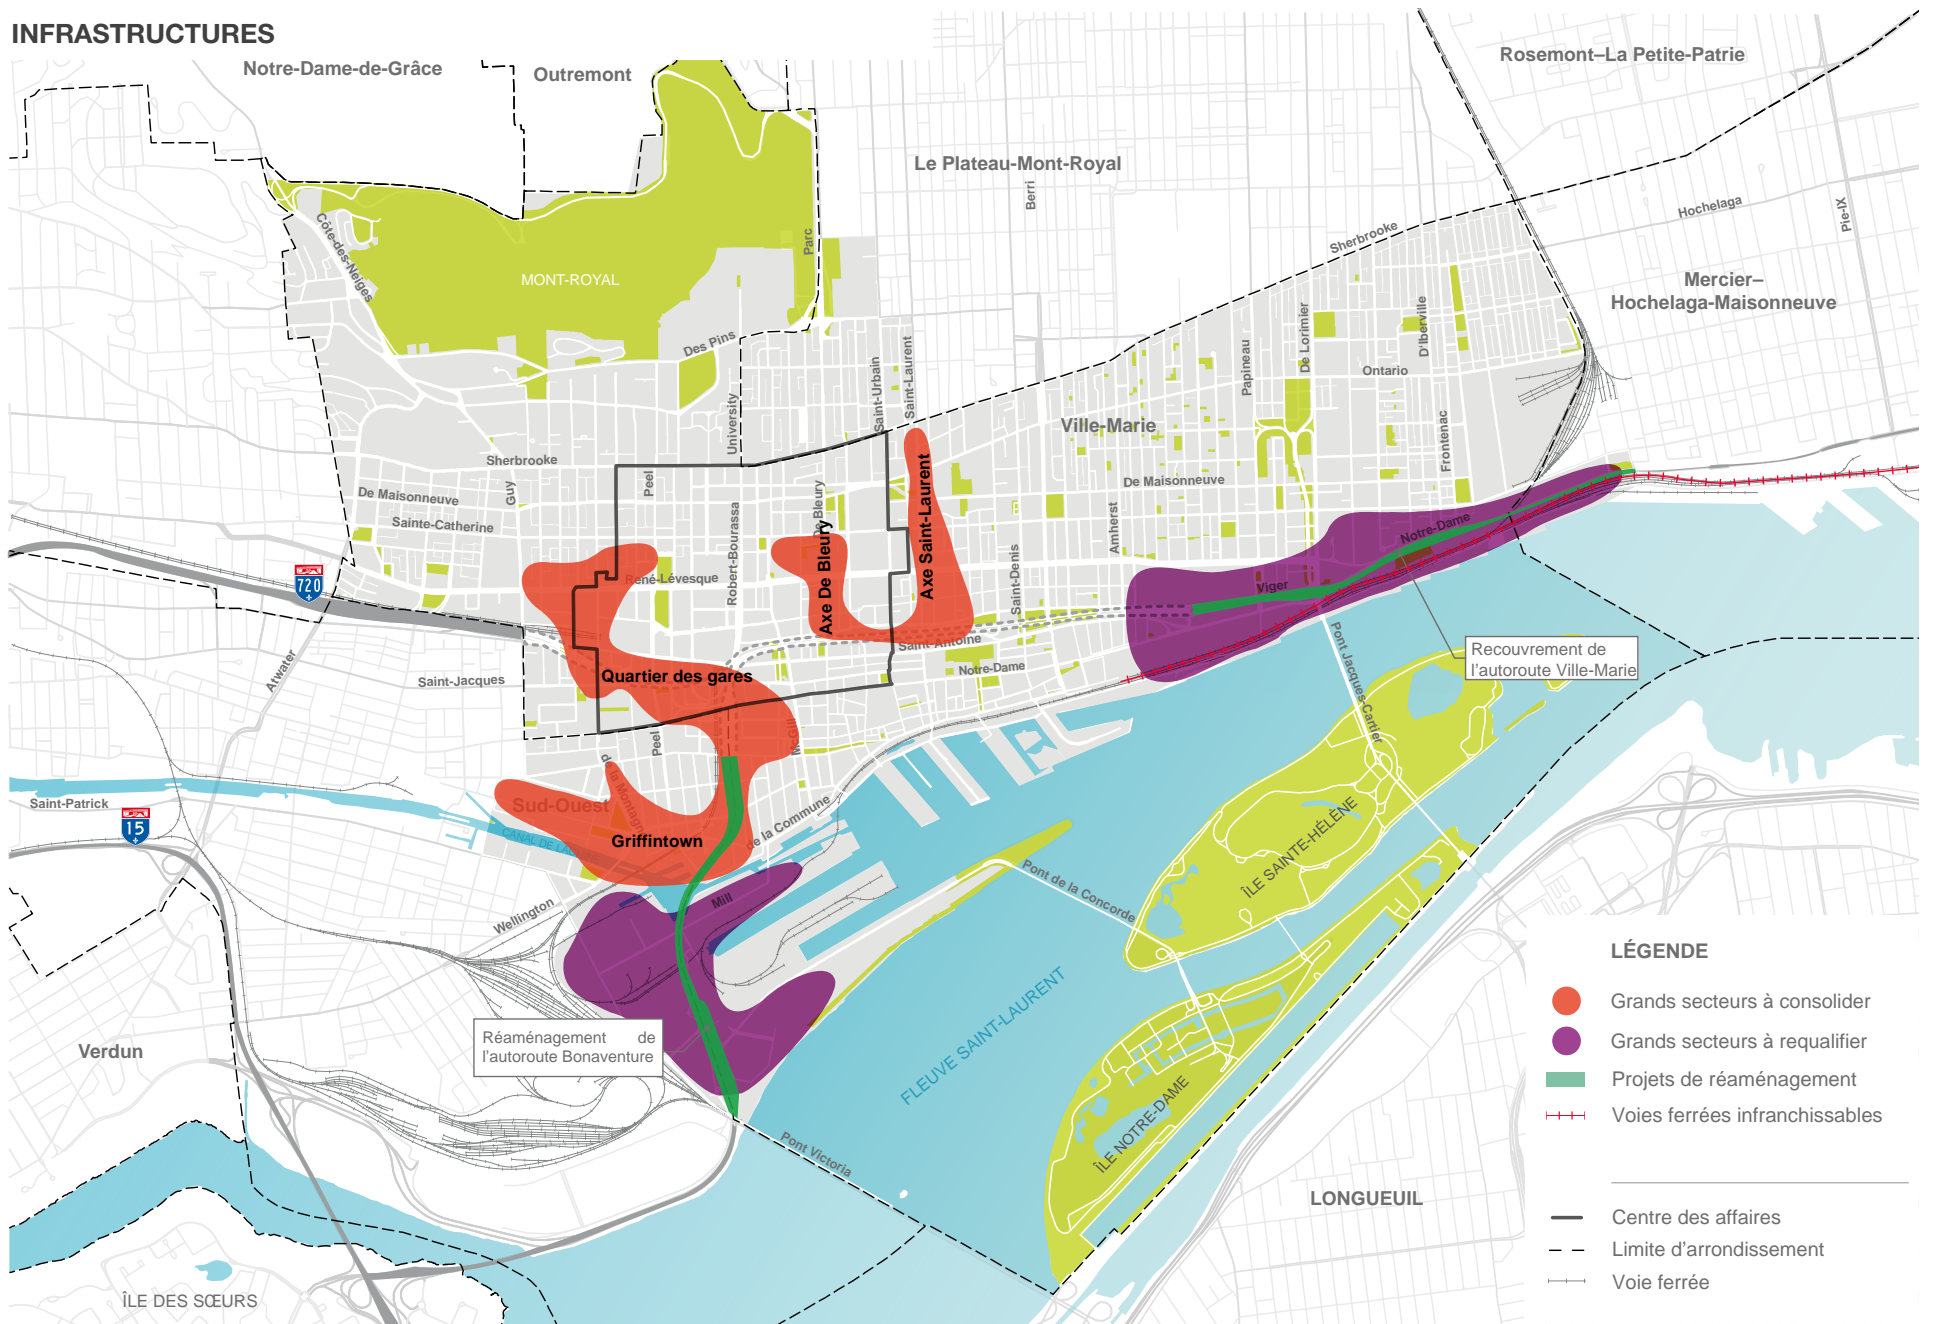 INFRASTRUCTURES
Notre-Dame-de-Grâce
Outremont
Rosemont–La Petite-Patrie
Le Plateau-Mont-Royal
Berri
Parc
Hochelaga
Pie-IX
Sherbrooke
Côte-des-Neiges
MONT-ROYAL
Mercier–
Hochelaga-Maisonneuve
Des Pins
De Lorimier
D'Iberville
Papineau
Ontario
Saint-Urbain
Saint-Laurent
University
Ville-Marie
Frontenac
Sherbrooke
Peel
Guy
De Maisonneuve
Sainte-Catherine
De Maisonneuve
De Bleury
Axe De Bleury
Axe Saint-Laurent
Robert-Bourassa
Amherst
Saint-Denis
Notre-Dame
720
René-Lévesque
Viger
Saint-Antoine
Notre-Dame
Atwater
Saint-Jacques
Quartier des gares
Recouvrement de
l'autoroute Ville-Marie
Pont Jacques-Cartier
Peel
McGill
de la Montagne
Saint-Patrick
15
Sud-Ouest
CANAL DE LA
Griffintown
de la Commune
Mill
Wellington
Pont de la Concorde
ÎLE SAINTE-HÉLÈNE
FLEUVE SAINT-LAURENT
ÎLE NOTRE-DAME
Réaménagement de
l'autoroute Bonaventure
Verdun
Pont Victoria
LONGUEUIL
ÎLE DES SŒURS
LÉGENDE
Grands secteurs à consolider
Grands secteurs à requalifier
Projets de réaménagement
Voies ferrées infranchissables
Centre des affaires
Limite d'arrondissement
Voie ferrée